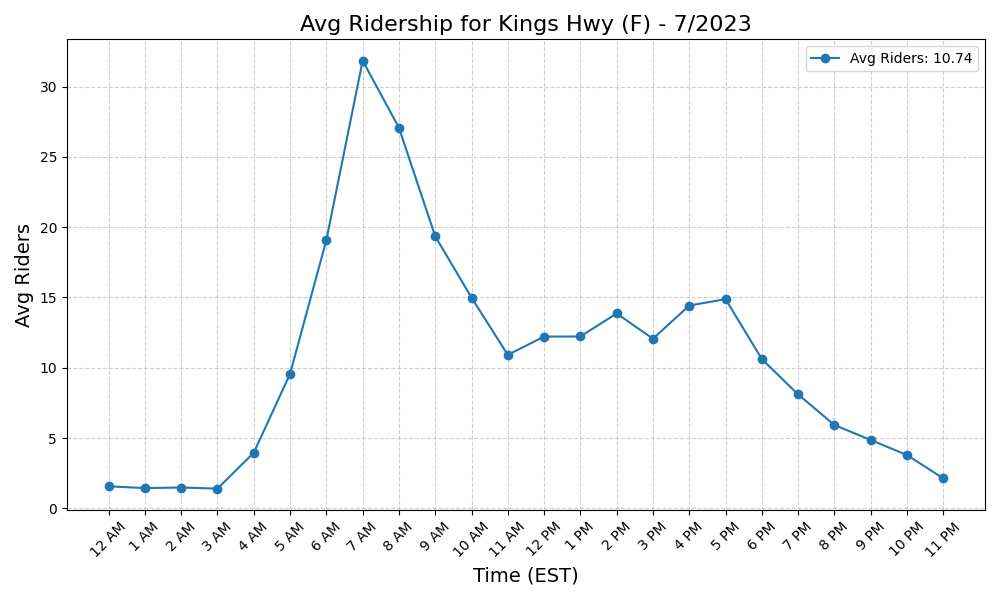 Avg Ridership for Kings Hwy (F) - 7/2023
Avg Riders: 10.74
Avg Riders
30
25
20
15
10
5
0
12 AM 1 AM 2 AM 3 AM 4 AM 5 AM 6 AM 7 AM 8 AM 9 AM 10 AM 11 AM 12 PM 1 PM 2 PM 3 PM 4 PM 5 PM 6 PM 7 PM 8 PM 9 PM 10 PM 11 PM
Time (EST)